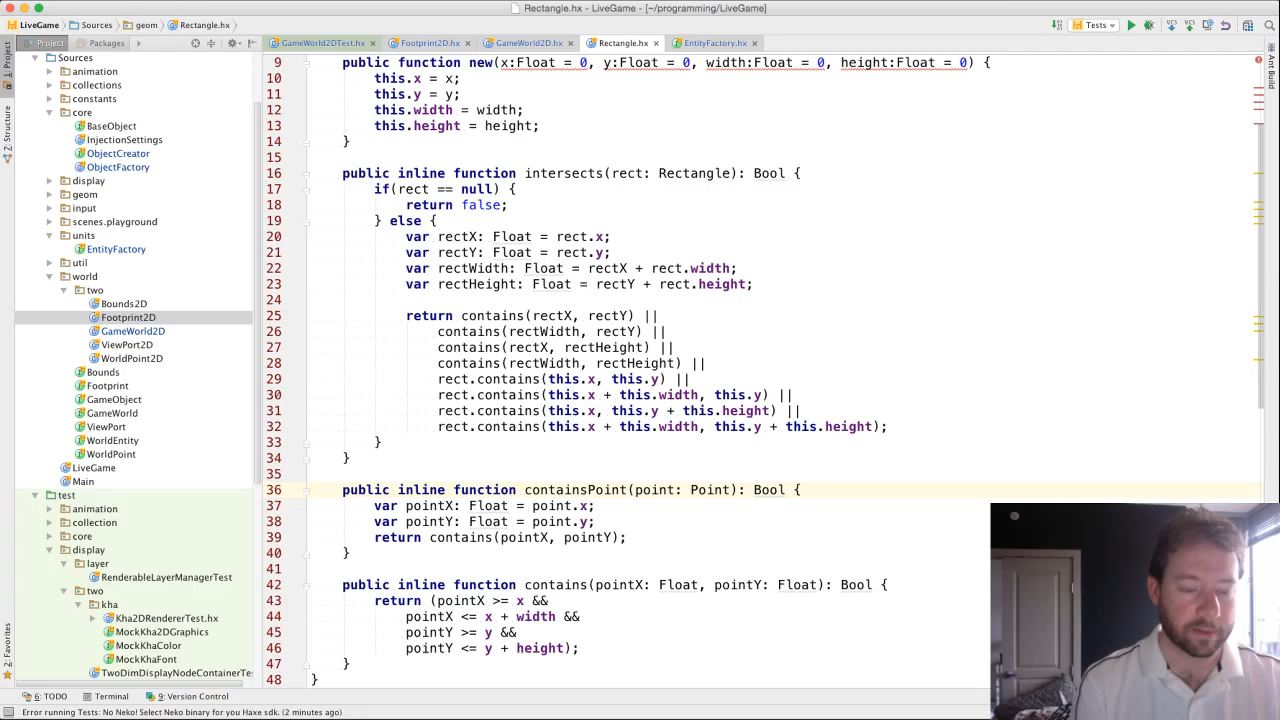 Rectangle.hx - LiveGame - [~/programming/LiveGame]
LiveGame Sources geom Rectangle.hx
Tests
Project Packages
GameWorld2DTest.hx Footprint2D.hx GameWorld2D.hx Rectangle.hx EntityFactory.hx
1: Project
7: Structure
2: Favorites
Ant Build
Sources
animation
collections
constants
core
BaseObject
InjectionSettings
ObjectCreator
ObjectFactory
display
geom
input
scenes.playground
units
EntityFactory
util
world
two
Bounds2D
Footprint2D
GameWorld2D
ViewPort2D
WorldPoint2D
Bounds
Footprint
GameObject
GameWorld
ViewPort
WorldEntity
WorldPoint
LiveGame
Main
test
animation
collection
core
display
layer
RenderableLayerManagerTest
two
kha
Kha2DRendererTest.hx
MockKha2DGraphics
MockKhaColor
MockKhaFont
TwoDimDisplayNodeContainerTe
9 public function new(x:Float = 0, y:Float = 0, width:Float = 0, height:Float = 0) {
10 this.x = x;
11 this.y = y;
12 this.width = width;
13 this.height = height;
14 }
15
16 public inline function intersects(rect: Rectangle): Bool {
17 if(rect == null) {
18 return false;
19 } else {
20 var rectX: Float = rect.x;
21 var rectY: Float = rect.y;
22 var rectWidth: Float = rectX + rect.width;
23 var rectHeight: Float = rectY + rect.height;
24
25 return contains(rectX, rectY) ||
26 contains(rectWidth, rectY) ||
27 contains(rectX, rectHeight) ||
28 contains(rectWidth, rectHeight) ||
29 rect.contains(this.x, this.y) ||
30 rect.contains(this.x + this.width, this.y) ||
31 rect.contains(this.x, this.y + this.height) ||
32 rect.contains(this.x + this.width, this.y + this.height);
33 }
34 }
35
36 public inline function containsPoint(point: Point): Bool {
37 var pointX: Float = point.x;
38 var pointY: Float = point.y;
39 return contains(pointX, pointY);
40 }
41
42 public inline function contains(pointX: Float, pointY: Float): Bool {
43 return (pointX >= x &&
44 pointX <= x + width &&
45 pointY >= y &&
46 pointY <= y + height);
47 }
48 }
6: TODO Terminal 9: Version Control
Error running Tests: No Neko! Select Neko binary for you Haxe sdk. (2 minutes ago)